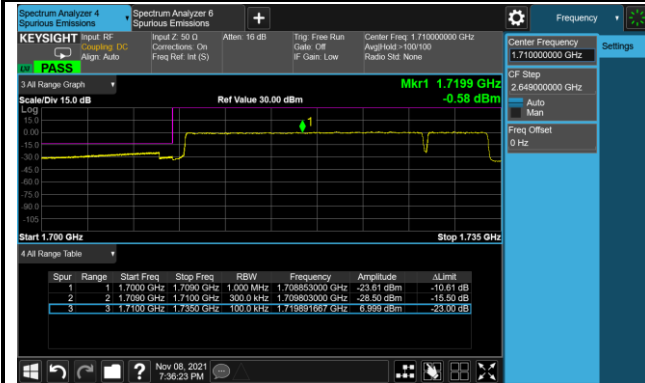 Spectrum Analyzer 4
Spurious Emissions
Spectrum Analyzer 6
Spurious Emissions
+
Frequency
KEYSIGHT
Input: RF
Coupling: DC
Align: Auto
Input Z: 50 Ω
Corrections: On
Freq Ref: Int (S)
Atten: 16 dB
Trig: Free Run
Gate: Off
IF Gain: Low
Center Freq: 1.710000000 GHz
Avg|Hold:>100/100
Radio Std: None
PASS
Center Frequency
1.710000000 GHz
Settings
CF Step
2.649000000 GHz
Auto
Man
Freq Offset
0 Hz
3 All Range Graph
Mkr1 1.7199 GHz
Scale/Div 15.0 dB
Ref Value 30.00 dBm
-0.58 dBm
Log
15.0
0.00
-15.0
-30.0
-45.0
-60.0
-75.0
-90.0
-105
1
Start 1.700 GHz
Stop 1.735 GHz
4 All Range Table
Spur Range Start Freq Stop Freq RBW Frequency Amplitude ΔLimit
1 1 1.7000 GHz 1.7090 GHz 1.000 MHz 1.708853000 GHz -23.61 dBm -10.61 dB
2 2 1.7090 GHz 1.7100 GHz 300.0 kHz 1.709808000 GHz -28.50 dBm -15.50 dB
3 3 1.7100 GHz 1.7350 GHz 100.0 kHz 1.719891667 GHz 6.999 dBm -23.00 dB
?
Nov 08, 2021
7:36:23 PM